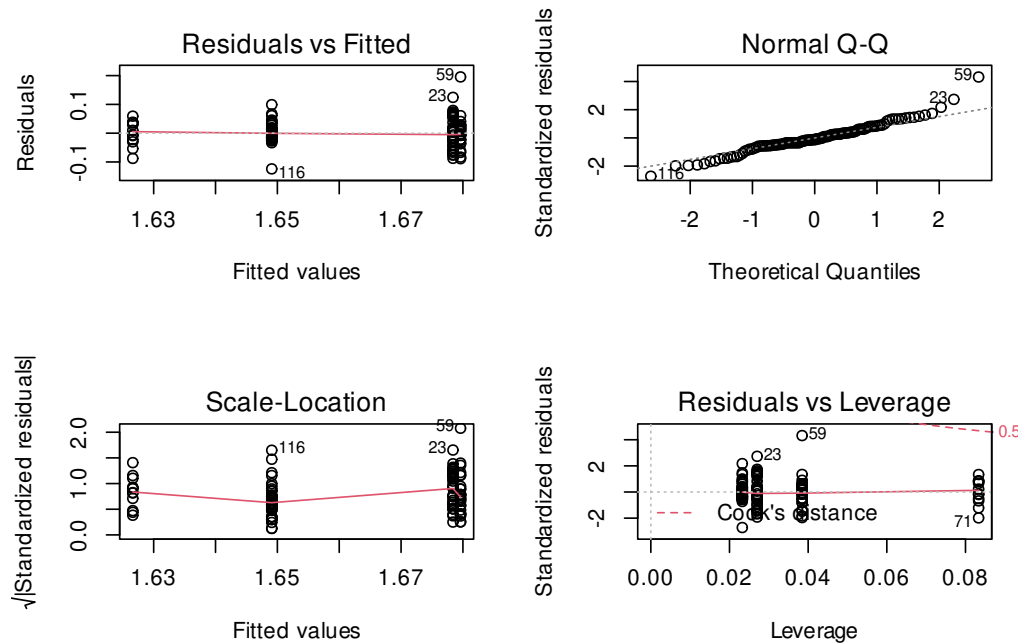 Residuals vs Fitted
Residuals
0.1
-0.1
59
23
116
1.63
1.65
1.67
Fitted values
Normal Q-Q
Standardized residuals
2
-2
59
23
116
-2
-1
0
1
2
Theoretical Quantiles
Scale-Location
√|Standardized residuals|
2.0
1.0
0.0
59
116
23
1.63
1.65
1.67
Fitted values
Residuals vs Leverage
Standardized residuals
2
-2
59
23
71
0.5
Cook's distance
0.00
0.02
0.04
0.06
0.08
Leverage